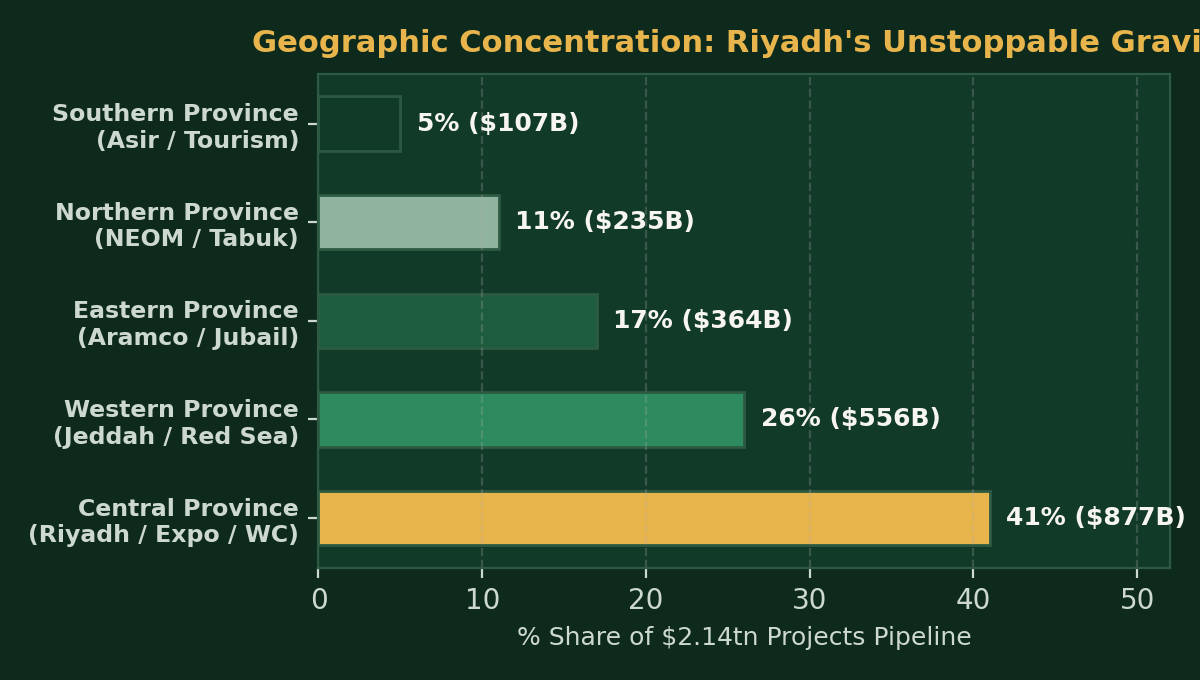 Geographic Concentration: Riyadh's Unstoppable Gravi
Southern Province
(Asir / Tourism)
5% ($107B)
Northern Province
(NEOM / Tabuk)
11% ($235B)
Eastern Province
(Aramco / Jubail)
17% ($364B)
Western Province
(Jeddah / Red Sea)
26% ($556B)
Central Province
(Riyadh / Expo / WC)
41% ($877B)
0 10 20 30 40 50
% Share of $2.14tn Projects Pipeline